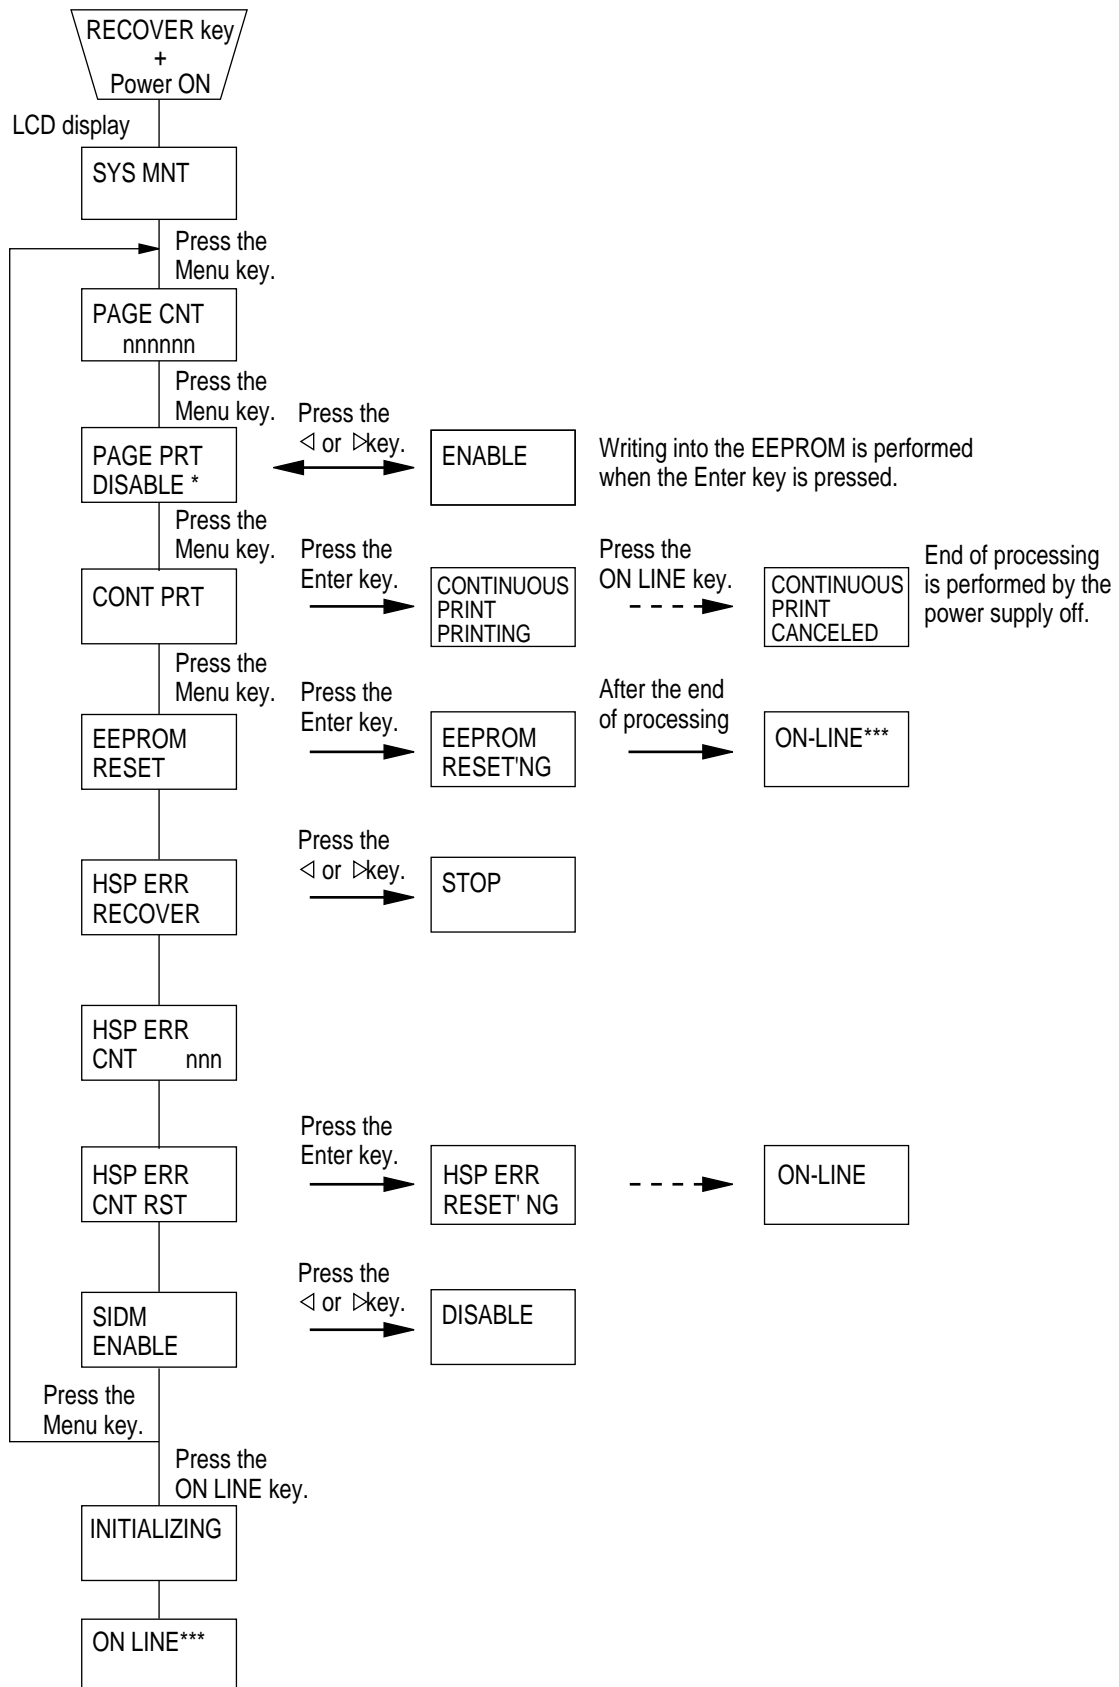 RECOVER key
+
Power ON
LCD display
SYS MNT
Press the
Menu key.
PAGE CNT
nnnnnn
Press the
Menu key.
PAGE PRT
DISABLE *
Press the
◁ or ▷key.
ENABLE
Writing into the EEPROM is performed
when the Enter key is pressed.
Press the
Menu key.
CONT PRT
Press the
Enter key.
CONTINUOUS
PRINT
PRINTING
Press the
ON LINE key.
CONTINUOUS
PRINT
CANCELED
End of processing
is performed by the
power supply off.
Press the
Menu key.
EEPROM
RESET
Press the
Enter key.
EEPROM
RESET'NG
After the end
of processing
ON-LINE***
HSP ERR
RECOVER
Press the
◁ or ▷key.
STOP
HSP ERR
CNT nnn
HSP ERR
CNT RST
Press the
Enter key.
HSP ERR
RESET' NG
ON-LINE
SIDM
ENABLE
Press the
◁ or ▷key.
DISABLE
Press the
Menu key.
Press the
ON LINE key.
INITIALIZING
ON LINE***